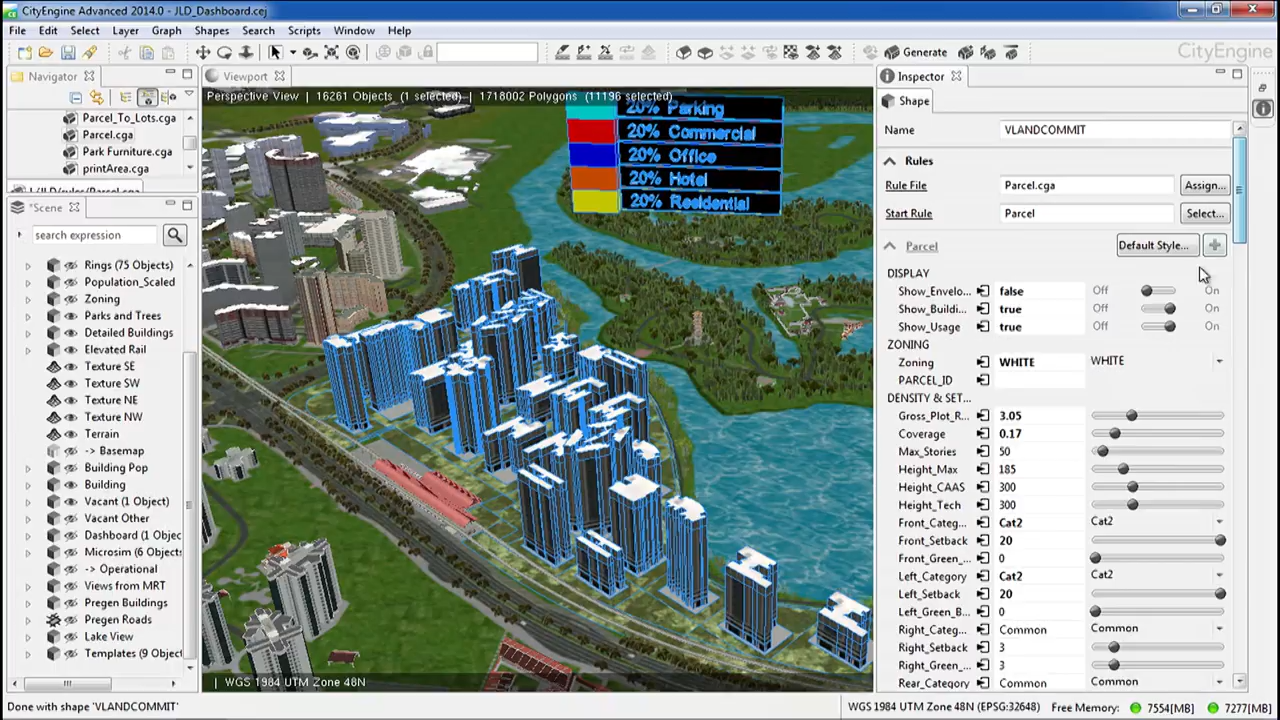 CityEngine Advanced 2014.0 - JLD_Dashboard.cej
File Edit Select Layer Graph Shapes Search Scripts Window Help
Generate CityEngine
Navigator
Parcel_To_Lots.cga
Parcel.cga
Park Furniture.cga
printArea.cga
*Scene
search expression
Rings (75 Objects)
Population_Scaled
Zoning
Parks and Trees
Detailed Buildings
Elevated Rail
Texture SE
Texture SW
Texture NE
Texture NW
Terrain
-> Basemap
Building Pop
Building
Vacant (1 Object)
Vacant Other
Dashboard (1 Objec
Microsim (6 Objects
-> Operational
Views from MRT
Pregen Buildings
Pregen Roads
Lake View
Templates (9 Objec
Viewport
Perspective View | 16261 Objects (1 selected) | 1718002 Polygons (11196 selected)
20% Parking
20% Commercial
20% Office
20% Hotel
20% Residential
| WGS 1984 UTM Zone 48N
Inspector
Shape
Name VLANDCOMMIT
Rules
Rule File Parcel.cga Assign...
Start Rule Parcel Select...
Parcel Default Style...
DISPLAY
Show_Envelo... false Off On
Show_Buildi... true Off On
Show_Usage true Off On
ZONING
Zoning WHITE WHITE
PARCEL_ID
DENSITY & SET...
Gross_Plot_R... 3.05
Coverage 0.17
Max_Stories 50
Height_Max 185
Height_CAAS 300
Height_Tech 300
Front_Categ... Cat2 Cat2
Front_Setback 20
Front_Green_... 0
Left_Category Cat2 Cat2
Left_Setback 20
Left_Green_B... 0
Right_Categ... Common Common
Right_Setback 3
Right_Green_... 3
Rear_Category Common Common
Done with shape 'VLANDCOMMIT'
WGS 1984 UTM Zone 48N (EPSG:32648) Free Memory: 7554[MB] 7277[MB]